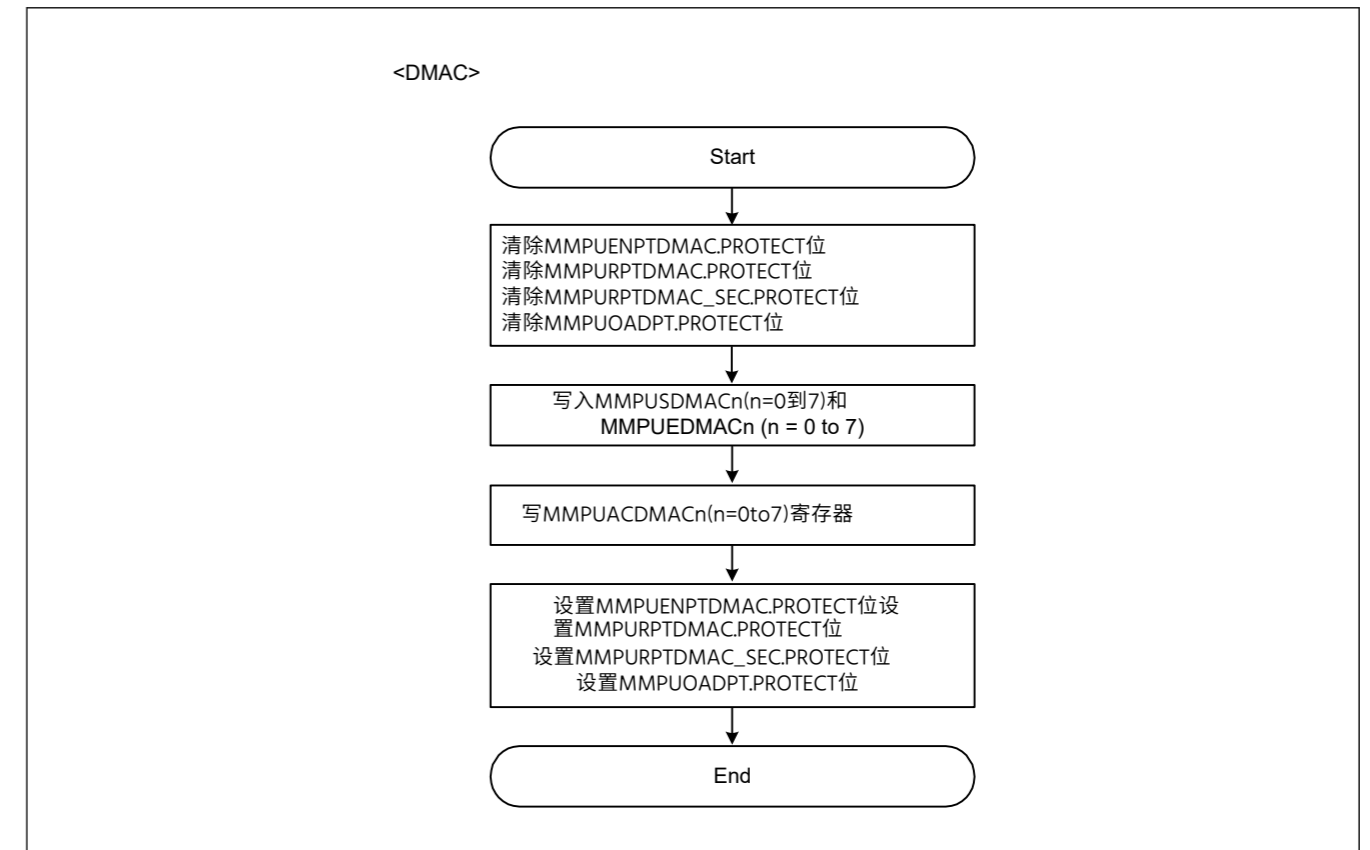 <DMAC>
Start
清除MMPUENPTDMAC.PROTECT位
清除MMPURPTDMAC.PROTECT位
清除MMPURPTDMAC_SEC.PROTECT位
清除MMPUOADPT.PROTECT位
写入MMPUSDMACn(n=0到7)和
MMPUEDMACn (n = 0 to 7)
写MMPUACDMACn(n=0to7)寄存器
设置MMPUENPTDMAC.PROTECT位设
置MMPURPTDMAC.PROTECT位
设置MMPURPTDMAC_SEC.PROTECT位
设置MMPUOADPT.PROTECT位
End